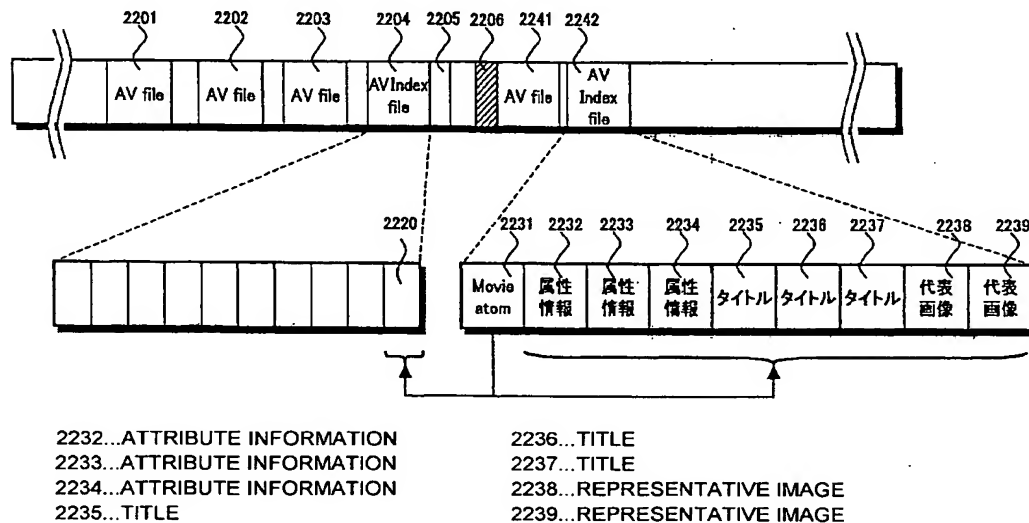 2201 2202 2203 2204 2205 2206 2241 2242
AV file AV file AV file AV Index file AV file AV Index file
2220 2231 2232 2233 2234 2235 2236 2237 2238 2239
Movie atom 属性情報 属性情報 属性情報 タイトル タイトル タイトル 代表画像 代表画像
2232...ATTRIBUTE INFORMATION
2233...ATTRIBUTE INFORMATION
2234...ATTRIBUTE INFORMATION
2235...TITLE
2236...TITLE
2237...TITLE
2238...REPRESENTATIVE IMAGE
2239...REPRESENTATIVE IMAGE